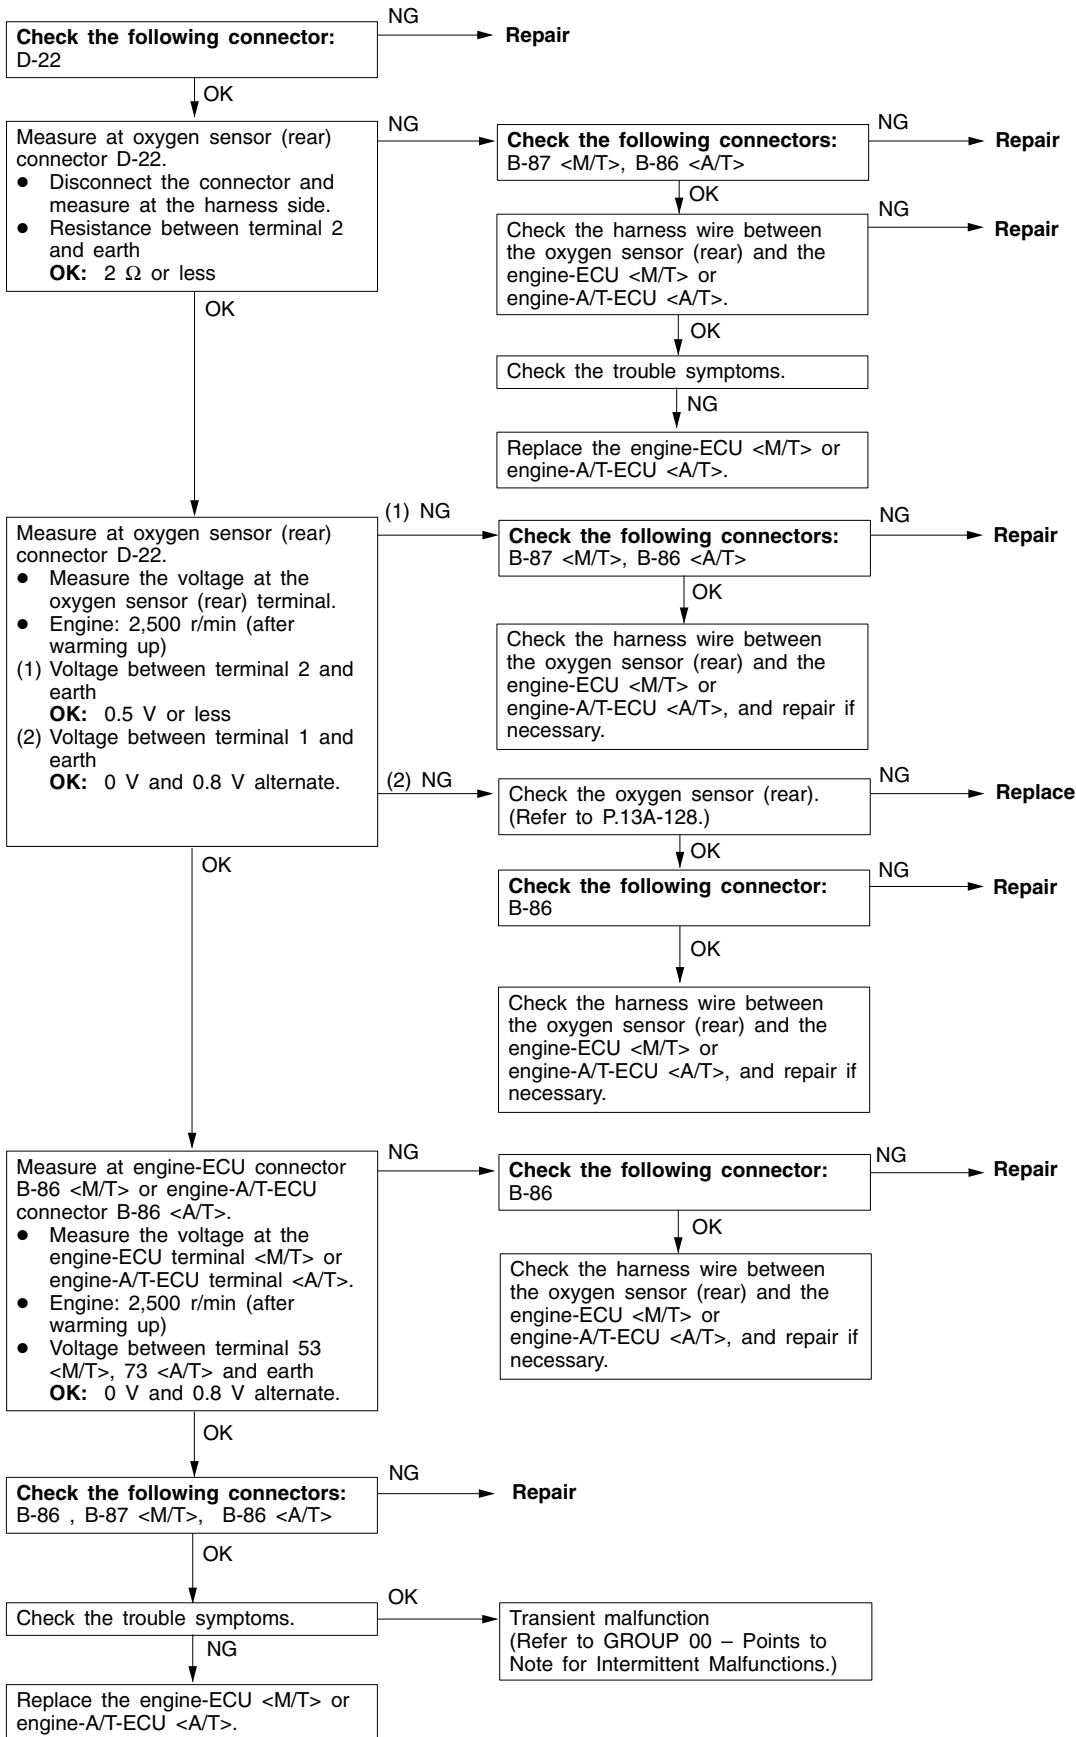 NG
Check the following connector:
D-22
Repair
OK
Measure at oxygen sensor (rear)
connector D-22.
● Disconnect the connector and
measure at the harness side.
● Resistance between terminal 2
and earth
OK: 2 Ω or less
NG
Check the following connectors:
B-87 <M/T>, B-86 <A/T>
NG
Repair
OK
Check the harness wire between
the oxygen sensor (rear) and the
engine-ECU <M/T> or
engine-A/T-ECU <A/T>.
NG
Repair
OK
Check the trouble symptoms.
NG
Replace the engine-ECU <M/T> or
engine-A/T-ECU <A/T>.
OK
Measure at oxygen sensor (rear)
connector D-22.
● Measure the voltage at the
oxygen sensor (rear) terminal.
● Engine: 2,500 r/min (after
warming up)
(1) Voltage between terminal 2 and
earth
OK: 0.5 V or less
(2) Voltage between terminal 1 and
earth
OK: 0 V and 0.8 V alternate.
(1) NG
Check the following connectors:
B-87 <M/T>, B-86 <A/T>
NG
Repair
OK
Check the harness wire between
the oxygen sensor (rear) and the
engine-ECU <M/T> or
engine-A/T-ECU <A/T>, and repair if
necessary.
(2) NG
Check the oxygen sensor (rear).
(Refer to P.13A-128.)
NG
Replace
OK
Check the following connector:
B-86
NG
Repair
OK
Check the harness wire between
the oxygen sensor (rear) and the
engine-ECU <M/T> or
engine-A/T-ECU <A/T>, and repair if
necessary.
OK
Measure at engine-ECU connector
B-86 <M/T> or engine-A/T-ECU
connector B-86 <A/T>.
● Measure the voltage at the
engine-ECU terminal <M/T> or
engine-A/T-ECU terminal <A/T>.
● Engine: 2,500 r/min (after
warming up)
● Voltage between terminal 53
<M/T>, 73 <A/T> and earth
OK: 0 V and 0.8 V alternate.
NG
Check the following connector:
B-86
NG
Repair
OK
Check the harness wire between
the oxygen sensor (rear) and the
engine-ECU <M/T> or
engine-A/T-ECU <A/T>, and repair if
necessary.
OK
Check the following connectors:
B-86 , B-87 <M/T>, B-86 <A/T>
NG
Repair
OK
Check the trouble symptoms.
OK
Transient malfunction
(Refer to GROUP 00 – Points to
Note for Intermittent Malfunctions.)
NG
Replace the engine-ECU <M/T> or
engine-A/T-ECU <A/T>.